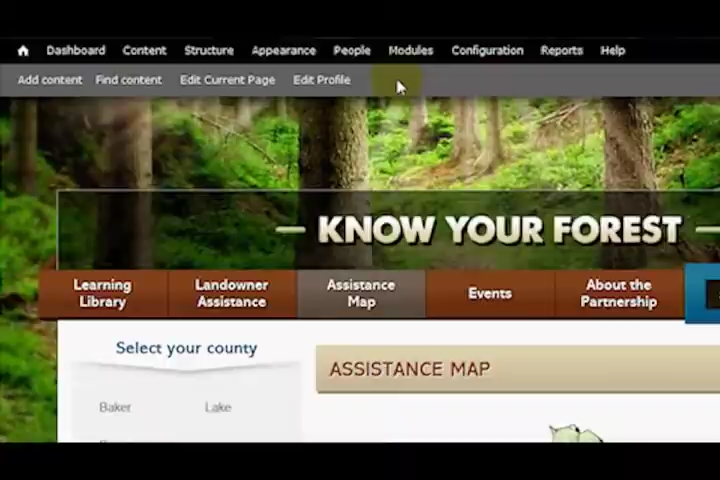 Dashboard Content Structure Appearance People Modules Configuration Reports Help
Add content Find content Edit Current Page Edit Profile
KNOW YOUR FOREST
Learning Library
Landowner Assistance
Assistance Map
Events
About the Partnership
Select your county
ASSISTANCE MAP
Baker Lake